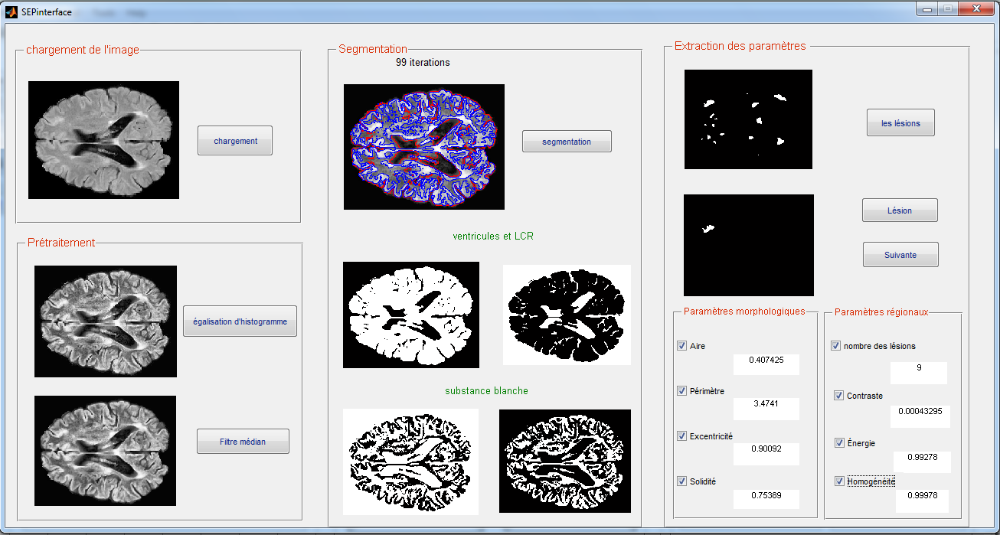 SEPinterface
chargement de l'image
chargement
Prétraitement
égalisation d'histogramme
Filtre médian
Segmentation
99 iterations
segmentation
ventricules et LCR
substance blanche
Extraction des paramètres
les lésions
Lésion
Suivante
Paramètres morphologiques
Aire
0.407425
Périmètre
3.4741
Excentricité
0.90092
Solidité
0.75389
Paramètres régionaux
nombre des lésions
9
Contraste
0.00043295
Énergie
0.99278
Homogénéité
0.99978